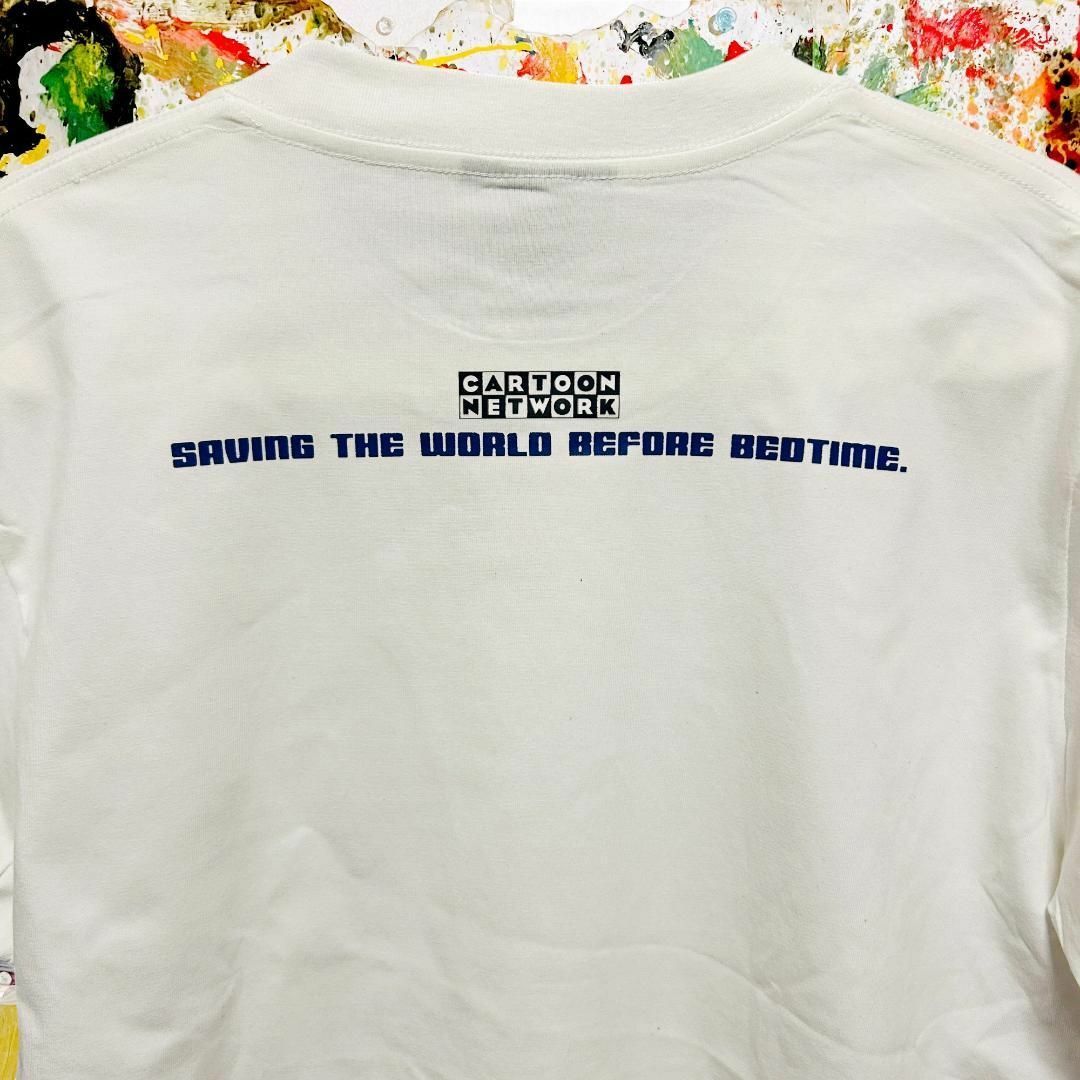 CARTOON
NETWORK
SAVING THE WORLD BEFORE BEDTIME.